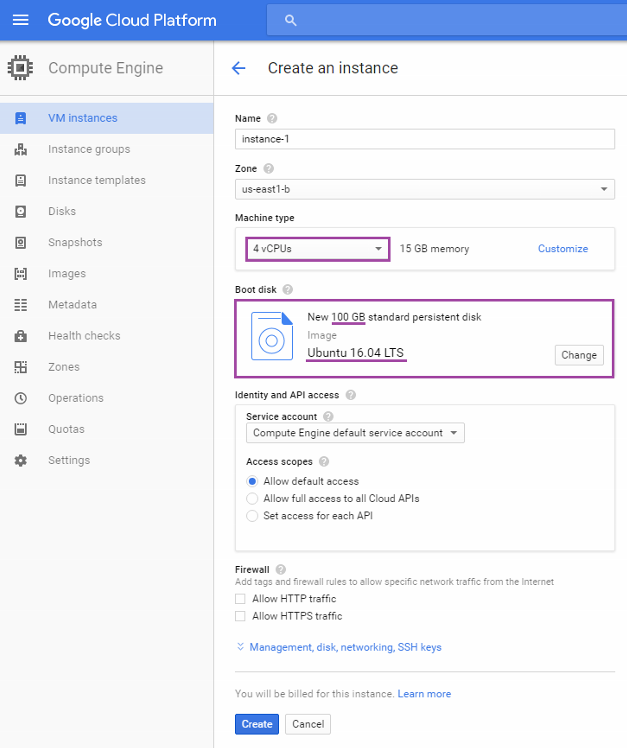 Google Cloud Platform
Compute Engine
Create an instance
VM instances
Instance groups
Instance templates
Disks
Snapshots
Images
Metadata
Health checks
Zones
Operations
Quotas
Settings
Name
instance-1
Zone
us-east1-b
Machine type
4 vCPUs 15 GB memory Customize
Boot disk
New 100 GB standard persistent disk
Image
Ubuntu 16.04 LTS
Change
Identity and API access
Service account
Compute Engine default service account
Access scopes
Allow default access
Allow full access to all Cloud APIs
Set access for each API
Firewall
Add tags and firewall rules to allow specific network traffic from the Internet
Allow HTTP traffic
Allow HTTPS traffic
Management, disk, networking, SSH keys
You will be billed for this instance. Learn more
Create Cancel